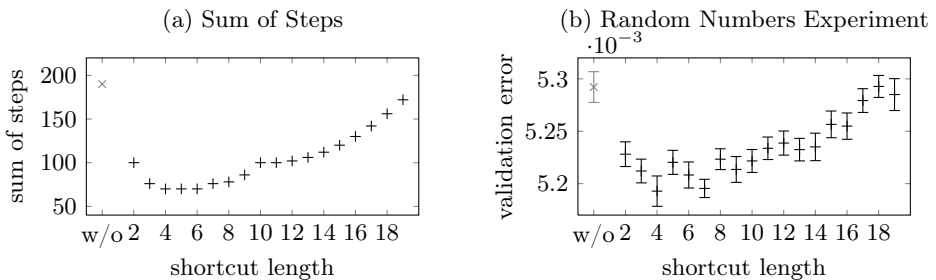 (a) Sum of Steps
200
150
100
50
sum of steps
w/o 2 4 6 8 10 12 14 16 18
shortcut length
(b) Random Numbers Experiment
·10⁻³
5.3
5.25
5.2
validation error
w/o 2 4 6 8 10 12 14 16 18
shortcut length